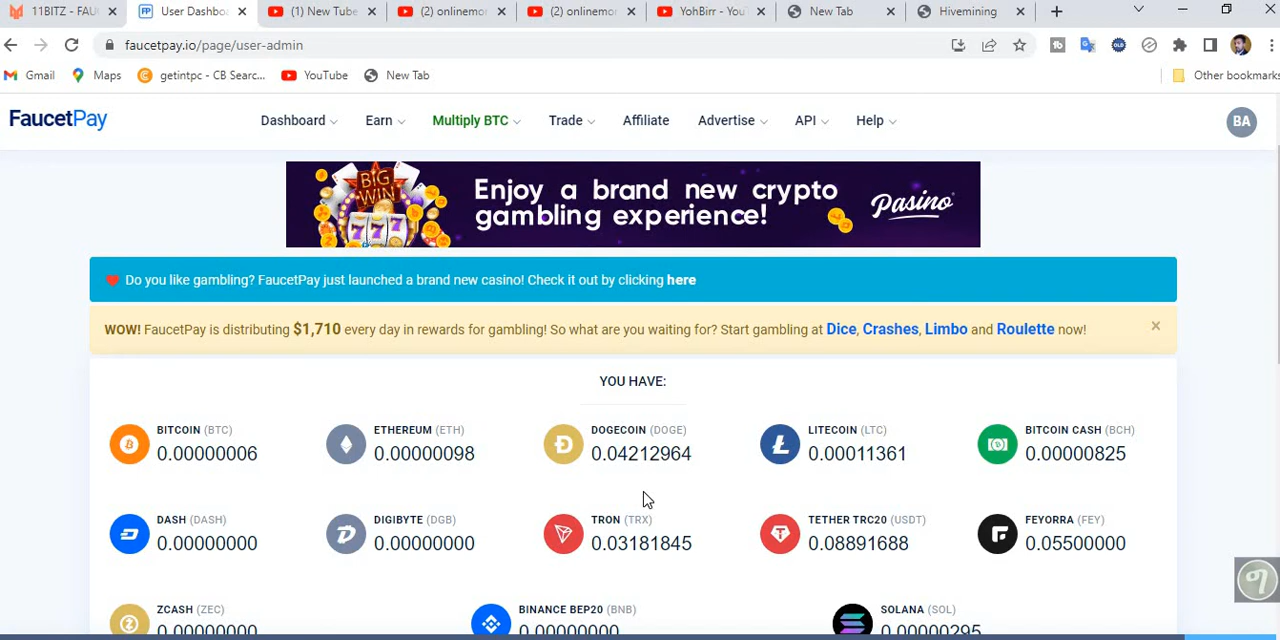 11BITZ - FAU
User Dashbo
(1) New Tube
(2) onlinemo
(2) onlinemo
YohBirr - You
New Tab
Hivemining
faucetpay.io/page/user-admin
Gmail
Maps
getintpc - CB Searc...
YouTube
New Tab
Other bookmarks
FaucetPay
Dashboard
Earn
Multiply BTC
Trade
Affiliate
Advertise
API
Help
BA
BIG WIN
777
Enjoy a brand new crypto
gambling experience!
Pasino
Do you like gambling? FaucetPay just launched a brand new casino! Check it out by clicking here
WOW! FaucetPay is distributing $1,710 every day in rewards for gambling! So what are you waiting for? Start gambling at Dice, Crashes, Limbo and Roulette now!
YOU HAVE:
BITCOIN (BTC)
0.00000006
ETHEREUM (ETH)
0.00000098
DOGECOIN (DOGE)
0.04212964
LITECOIN (LTC)
0.00011361
BITCOIN CASH (BCH)
0.00000825
DASH (DASH)
0.00000000
DIGIBYTE (DGB)
0.00000000
TRON (TRX)
0.03181845
TETHER TRC20 (USDT)
0.08891688
FEYORRA (FEY)
0.05500000
ZCASH (ZEC)
0.00000000
BINANCE BEP20 (BNB)
0.00000000
SOLANA (SOL)
0.00000295